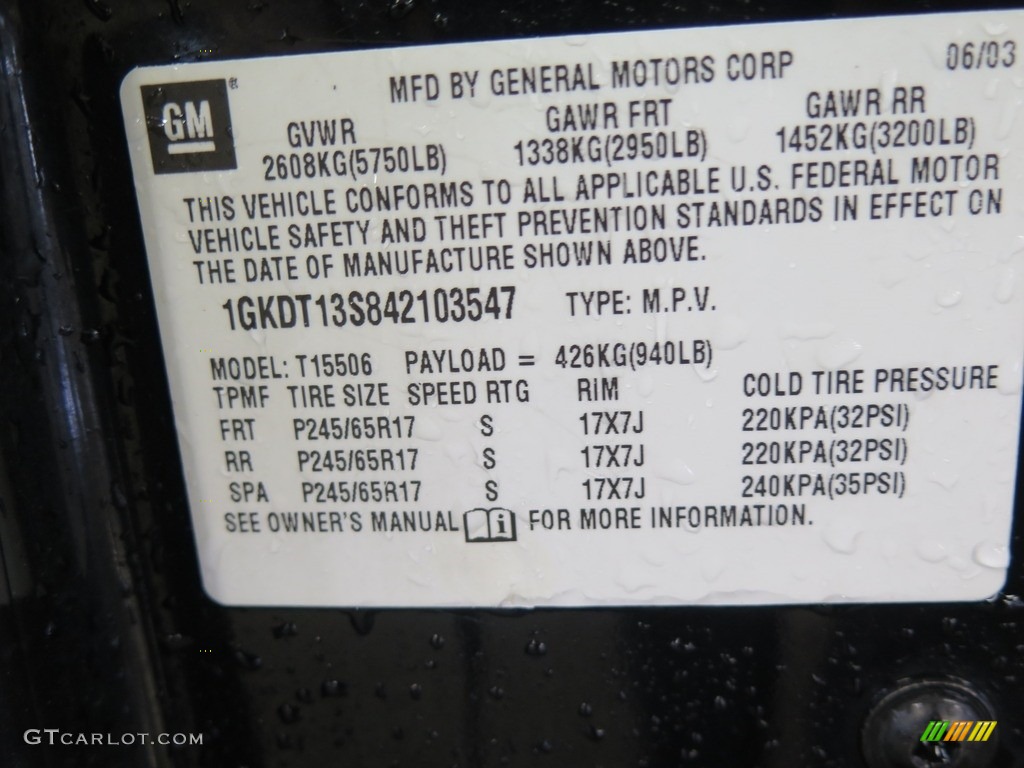 GM ®
MFD BY GENERAL MOTORS CORP 06/03
GVWR GAWR FRT GAWR RR
2608KG(5750LB) 1338KG(2950LB) 1452KG(3200LB)
THIS VEHICLE CONFORMS TO ALL APPLICABLE U.S. FEDERAL MOTOR
VEHICLE SAFETY AND THEFT PREVENTION STANDARDS IN EFFECT ON
THE DATE OF MANUFACTURE SHOWN ABOVE.
1GKDT13S842103547 TYPE: M.P.V.
MODEL: T15506 PAYLOAD = 426KG(940LB)
TPMF TIRE SIZE SPEED RTG RIM COLD TIRE PRESSURE
FRT P245/65R17 S 17X7J 220KPA(32PSI)
RR P245/65R17 S 17X7J 220KPA(32PSI)
SPA P245/65R17 S 17X7J 240KPA(35PSI)
SEE OWNER'S MANUAL i FOR MORE INFORMATION.
GTCARLOT.COM